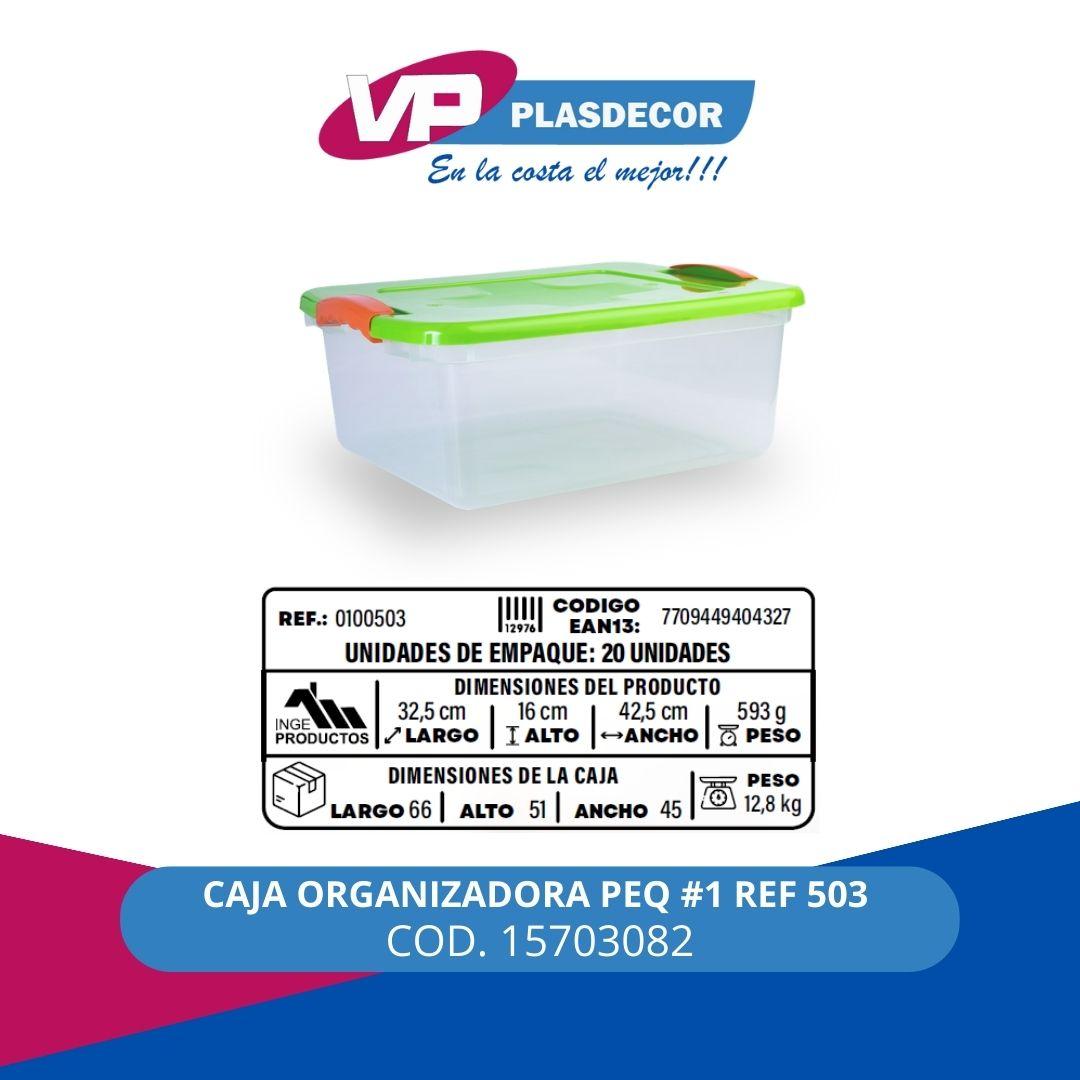 VP PLASDECOR
En la costa el mejor!!!
REF.: 0100503
12976
CODIGO
EAN13:
7709449404327
UNIDADES DE EMPAQUE: 20 UNIDADES
INGE
PRODUCTOS
DIMENSIONES DEL PRODUCTO
32,5 cm 16 cm 42,5 cm 593 g
LARGO ALTO ANCHO PESO
DIMENSIONES DE LA CAJA
LARGO 66 ALTO 51 ANCHO 45
PESO
12,8 kg
CAJA ORGANIZADORA PEQ #1 REF 503
COD. 15703082